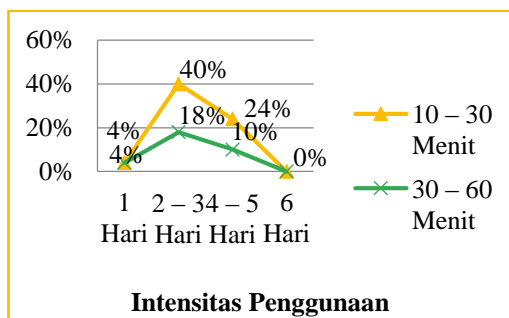 60%
40%
20%
0%
40%
24%
18%
10%
4%
4%
0%
1 2 – 3 4 – 5 6
Hari Hari Hari Hari
10 – 30
Menit
30 – 60
Menit
Intensitas Penggunaan